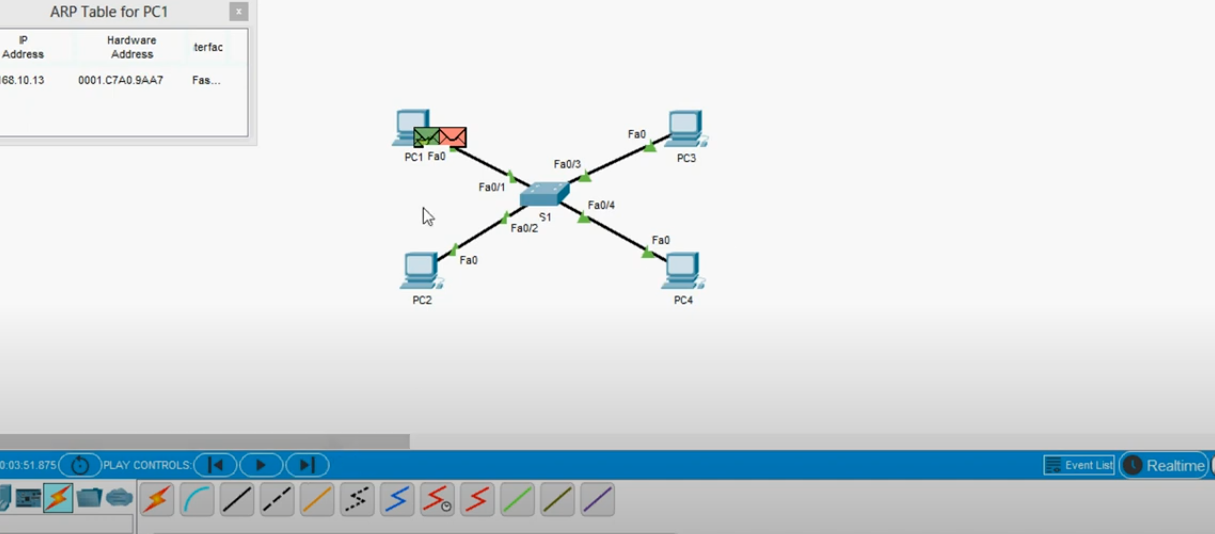 ARP Table for PC1
x
IP Address
Hardware Address
terfac
68.10.13
0001.C7A0.9AA7
Fas...
PC1
Fa0
Fa0/1
Fa0/3
Fa0
PC3
S1
Fa0/4
Fa0/2
Fa0
Fa0
PC2
PC4
0:03:51.875
PLAY CONTROLS:
Event List
Realtime